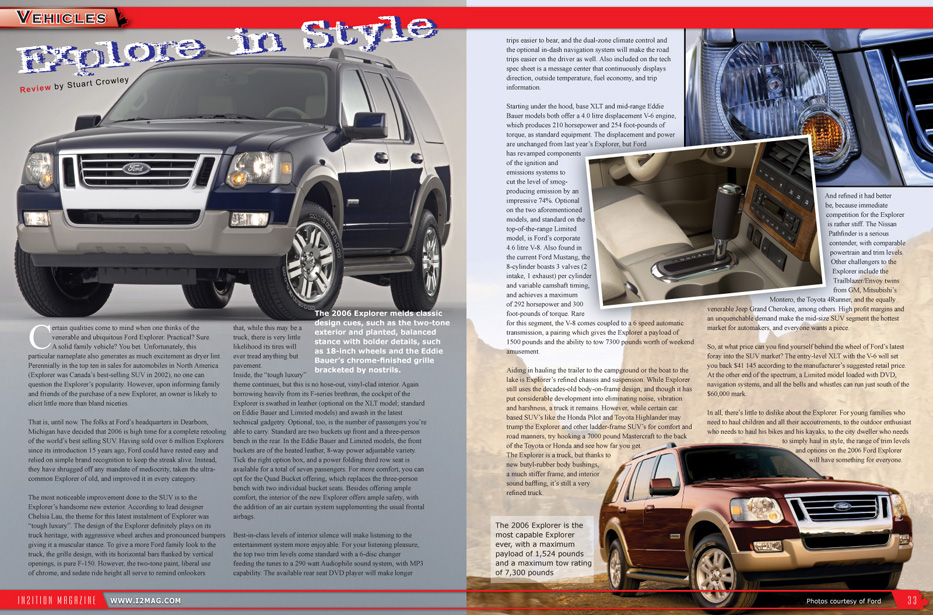 VEHICLES
Explore in Style
Review by Stuart Crowley
Ford
The 2006 Explorer melds classic
design cues, such as the two-tone
exterior and planted, balanced
stance with bolder details, such
as 18-inch wheels and the Eddie
Bauer's chrome-finished grille
bracketed by nostrils.
Certain qualities come to mind when one thinks of the
venerable and ubiquitous Ford Explorer. Practical? Sure.
A solid family vehicle? You bet. Unfortunately, this
particular nameplate also generates as much excitement as dryer lint.
Perennially in the top ten in sales for automobiles in North America
(Explorer was Canada's best-selling SUV in 2002); no one can
question the Explorer's popularity. However, upon informing family
and friends of the purchase of a new Explorer, an owner is likely to
elicit little more than bland niceties.
That is, until now. The folks at Ford's headquarters in Dearborn,
Michigan have decided that 2006 is high time for a complete retooling
of the world's best selling SUV. Having sold over 6 million Explorers
since its introduction 15 years ago, Ford could have rested easy and
relied on simple brand recognition to keep the streak alive. Instead,
they have shrugged off any mandate of mediocrity, taken the ultra-
common Explorer of old, and improved it in every category.
The most noticeable improvement done to the SUV is to the
Explorer's handsome new exterior. According to lead designer
Chelsia Lau, the theme for this latest instalment of Explorer was
"tough luxury". The design of the Explorer definitely plays on its
truck heritage, with aggressive wheel arches and pronounced bumpers
giving it a muscular stance. To give a more Ford family look to the
truck, the grille design, with its horizontal bars flanked by vertical
openings, is pure F-150. However, the two-tone paint, liberal use
of chrome, and sedate ride height all serve to remind onlookers
that, while this may be a
truck, there is very little
likelihood its tires will
ever tread anything but
pavement.
Inside, the "tough luxury"
theme continues, but this is no hose-out, vinyl-clad interior. Again
borrowing heavily from its F-series brethren, the cockpit of the
Explorer is swathed in leather (optional on the XLT model; standard
on Eddie Bauer and Limited models) and awash in the latest
technical gadgetry. Optional, too, is the number of passengers you're
able to carry. Standard are two buckets up front and a three-person
bench in the rear. In the Eddie Bauer and Limited models, the front
buckets are of the heated leather, 8-way power adjustable variety.
Tick the right option box, and a power folding third row seat is
available for a total of seven passengers. For more comfort, you can
opt for the Quad Bucket offering, which replaces the three-person
bench with two individual bucket seats. Besides offering ample
comfort, the interior of the new Explorer offers ample safety, with
the addition of an air curtain system supplementing the usual frontal
airbags.
Best-in-class levels of interior silence will make listening to the
entertainment system more enjoyable. For your listening pleasure,
the top two trim levels come standard with a 6-disc changer
feeding the tunes to a 290 watt Audiophile sound system, with MP3
capability. The available rear seat DVD player will make longer
IN2ITION MAGAZINE
WWW.I2MAG.COM
trips easier to bear, and the dual-zone climate control and
the optional in-dash navigation system will make the road
trips easier on the driver as well. Also included on the tech
spec sheet is a message center that continuously displays
direction, outside temperature, fuel economy, and trip
information.
Starting under the hood, base XLT and mid-range Eddie
Bauer models both offer a 4.0 litre displacement V-6 engine,
which produces 210 horsepower and 254 foot-pounds of
torque, as standard equipment. The displacement and power
are unchanged from last year's Explorer, but Ford
has revamped components
of the ignition and
emissions systems to
cut the level of smog-
producing emission by an
impressive 74%. Optional
on the two aforementioned
models, and standard on the
top-of-the-range Limited
model, is Ford's corporate
4.6 litre V-8. Also found in
the current Ford Mustang, the
8-cylinder boasts 3 valves (2
intake, 1 exhaust) per cylinder
and variable camshaft timing,
and achieves a maximum
of 292 horsepower and 300
foot-pounds of torque. Rare
for this segment, the V-8 comes coupled to a 6 speed automatic
transmission, a pairing which gives the Explorer a payload of
1500 pounds and the ability to tow 7300 pounds worth of weekend
amusement.
Aiding in hauling the trailer to the campground or the boat to the
lake is Explorer's refined chassis and suspension. While Explorer
still uses the decades-old body-on-frame design; and though it has
put considerable development into eliminating noise, vibration
and harshness, a truck it remains. However, while certain car
based SUV's like the Honda Pilot and Toyota Highlander may
trump the Explorer and other ladder-frame SUV's for comfort and
road manners, try hooking a 7000 pound Mastercraft to the back
of the Toyota or Honda and see how far you get.
The Explorer is a truck, but thanks to
new butyl-rubber body bushings,
a much stiffer frame, and interior
sound baffling, it's still a very
refined truck.
The 2006 Explorer is the
most capable Explorer
ever, with a maximum
payload of 1,524 pounds
and a maximum tow rating
of 7,300 pounds
And refined it had better
be, because immediate
competition for the Explorer
is rather stiff. The Nissan
Pathfinder is a serious
contender, with comparable
powertrain and trim levels.
Other challengers to the
Explorer include the
Trailblazer/Envoy twins
from GM, Mitsubishi's
Montero, the Toyota 4Runner, and the equally
venerable Jeep Grand Cherokee, among others. High profit margins and
an unquenchable demand make the mid-size SUV segment the hottest
market for automakers, and everyone wants a piece.
So, at what price can you find yourself behind the wheel of Ford's latest
foray into the SUV market? The entry-level XLT with the V-6 will set
you back $41 145 according to the manufacturer's suggested retail price.
At the other end of the spectrum, a Limited model loaded with DVD,
navigation systems, and all the bells and whistles can run just south of the
$60,000 mark.
In all, there's little to dislike about the Explorer. For young families who
need to haul children and all their accoutrements, to the outdoor enthusiast
who needs to haul his bikes and his kayaks, to the city dweller who needs
to simply haul in style, the range of trim levels
and options on the 2006 Ford Explorer
will have something for everyone.
Ford
Photos courtesy of Ford
33